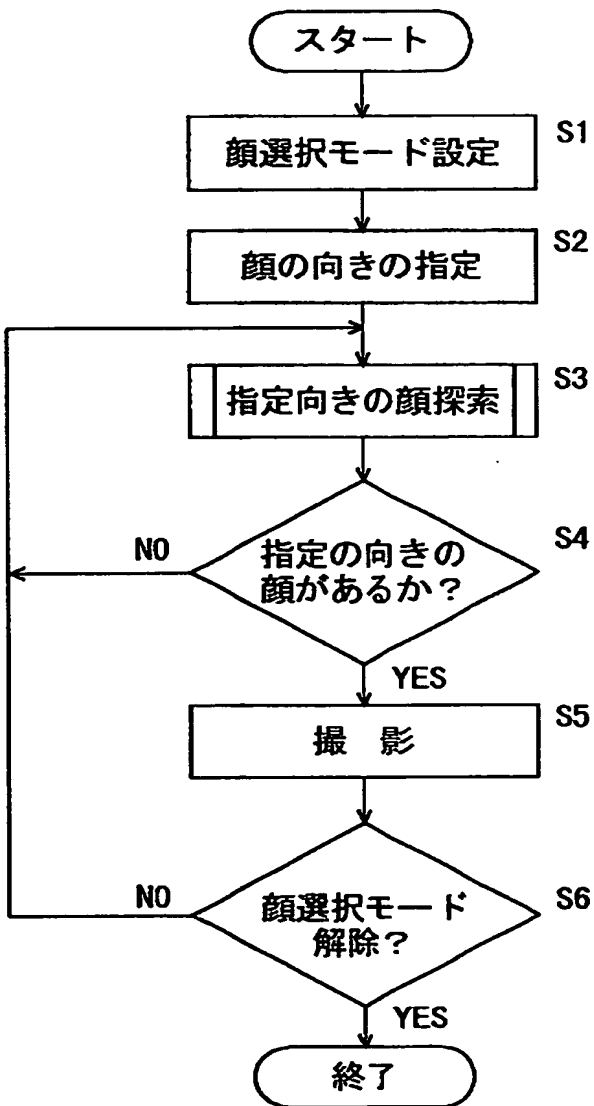 スタート
顔選択モード設定
S1
顔の向きの指定
S2
指定向きの顔探索
S3
指定の向きの
顔があるか？
S4
NO
YES
撮　影
S5
顔選択モード
解除？
S6
NO
YES
終了